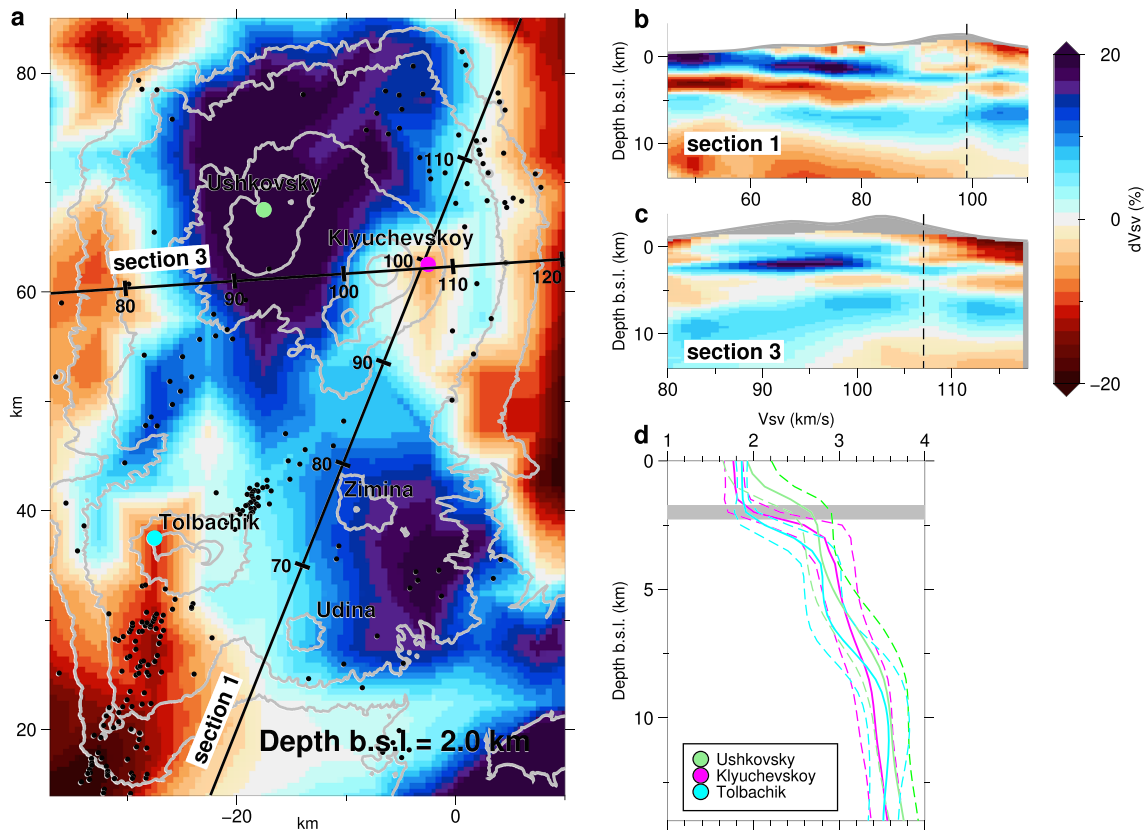 a
80
60
40
20
km
−20
0
km
Ushkovsky
Klyuchevskoy
section 3
80
90
100
110
120
110
100
90
80
70
Zimina
Tolbachik
Udina
section 1
Depth b.s.l.= 2.0 km
b
Depth b.s.l (km)
0
10
section 1
60
80
100
c
Depth b.s.l (km)
0
10
section 3
80
90
100
110
20
0
−20
dVsv (%)
d
Vsv (km/s)
1
2
3
4
Depth b.s.l (km)
0
5
10
Ushkovsky
Klyuchevskoy
Tolbachik